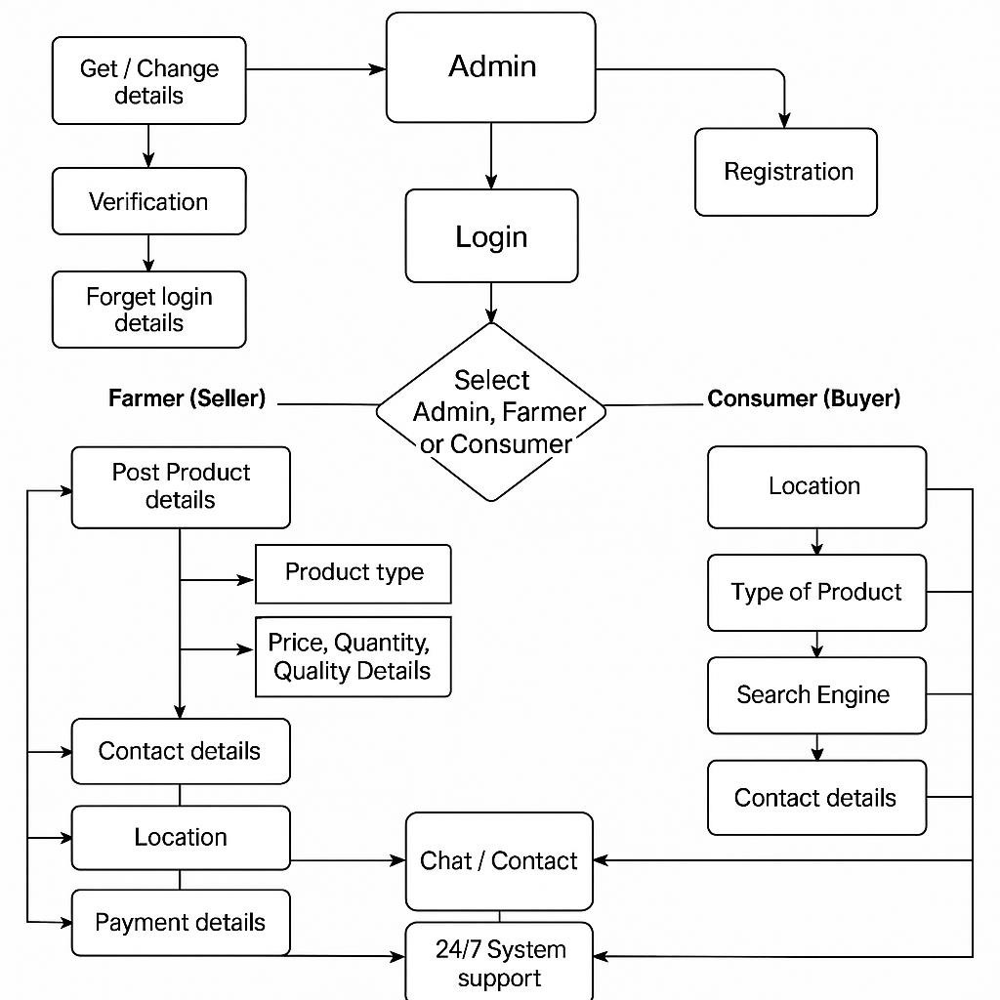 Get / Change
details
Admin
Registration
Verification
Login
Forget login
details
Select
Admin, Farmer
or Consumer
Farmer (Seller)
Consumer (Buyer)
Post Product
details
Product type
Price, Quantity,
Quality Details
Contact details
Location
Payment details
Location
Type of Product
Search Engine
Contact details
Chat / Contact
24/7 System
support